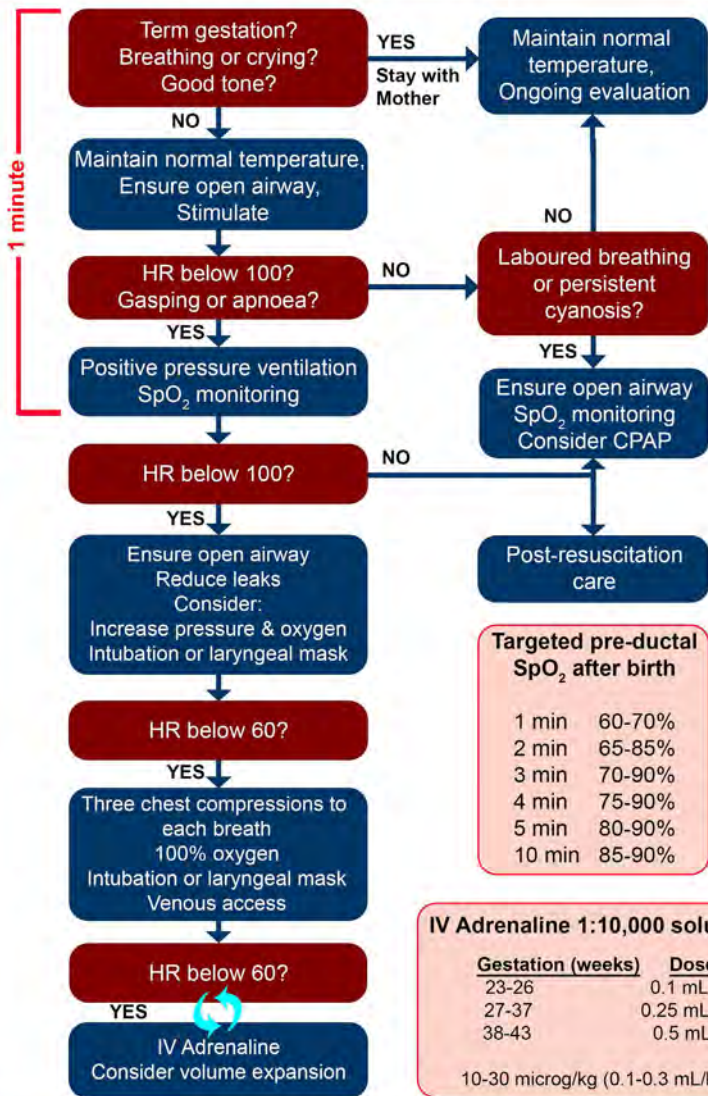 1 minute
Term gestation?
Breathing or crying?
Good tone?
YES
Stay with
Mother
Maintain normal
temperature,
Ongoing evaluation
NO
Maintain normal temperature,
Ensure open airway,
Stimulate
NO
HR below 100?
Gasping or apnoea?
NO
Laboured breathing
or persistent
cyanosis?
YES
YES
Positive pressure ventilation
SpO₂ monitoring
Ensure open airway
SpO₂ monitoring
Consider CPAP
HR below 100?
NO
YES
Ensure open airway
Reduce leaks
Consider:
Increase pressure & oxygen
Intubation or laryngeal mask
Post-resuscitation
care
HR below 60?
YES
Three chest compressions to
each breath
100% oxygen
Intubation or laryngeal mask
Venous access
HR below 60?
YES
IV Adrenaline
Consider volume expansion
Targeted pre-ductal
SpO₂ after birth
1 min 60-70%
2 min 65-85%
3 min 70-90%
4 min 75-90%
5 min 80-90%
10 min 85-90%
IV Adrenaline 1:10,000 solu
Gestation (weeks) Dose
23-26 0.1 mL
27-37 0.25 mL
38-43 0.5 mL
10-30 microg/kg (0.1-0.3 mL/